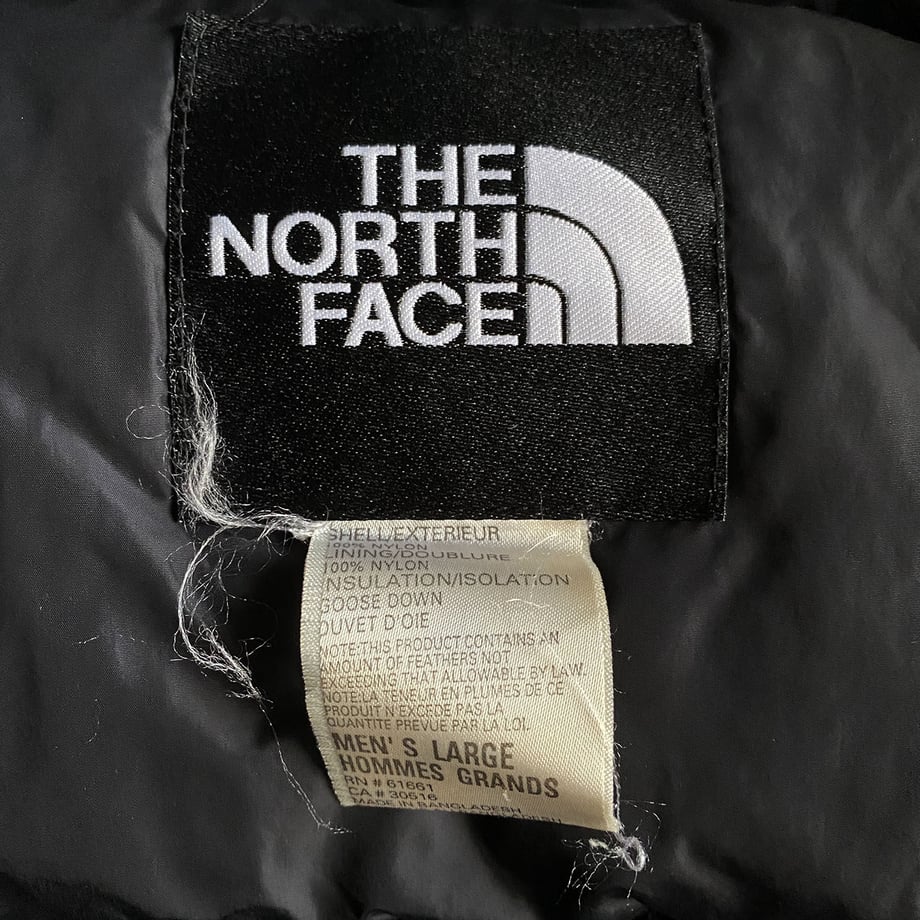 THE
NORTH
FACE
SHELL/EXTERIEUR
100% NYLON
LINING/DOUBLURE
100% NYLON
INSULATION/ISOLATION
GOOSE DOWN
DUVET D'OIE
NOTE:THIS PRODUCT CONTAINS AN
AMOUNT OF FEATHERS NOT
EXCEEDING THAT ALLOWABLE BY LAW.
NOTE:LA TENEUR EN PLUMES DE CE
PRODUIT N'EXCEDE PAS LA
QUANTITE PREVUE PAR LA LOI.
MEN'S LARGE
HOMMES GRANDS
RN # 61661
CA # 30516
MADE IN BANGLADESH